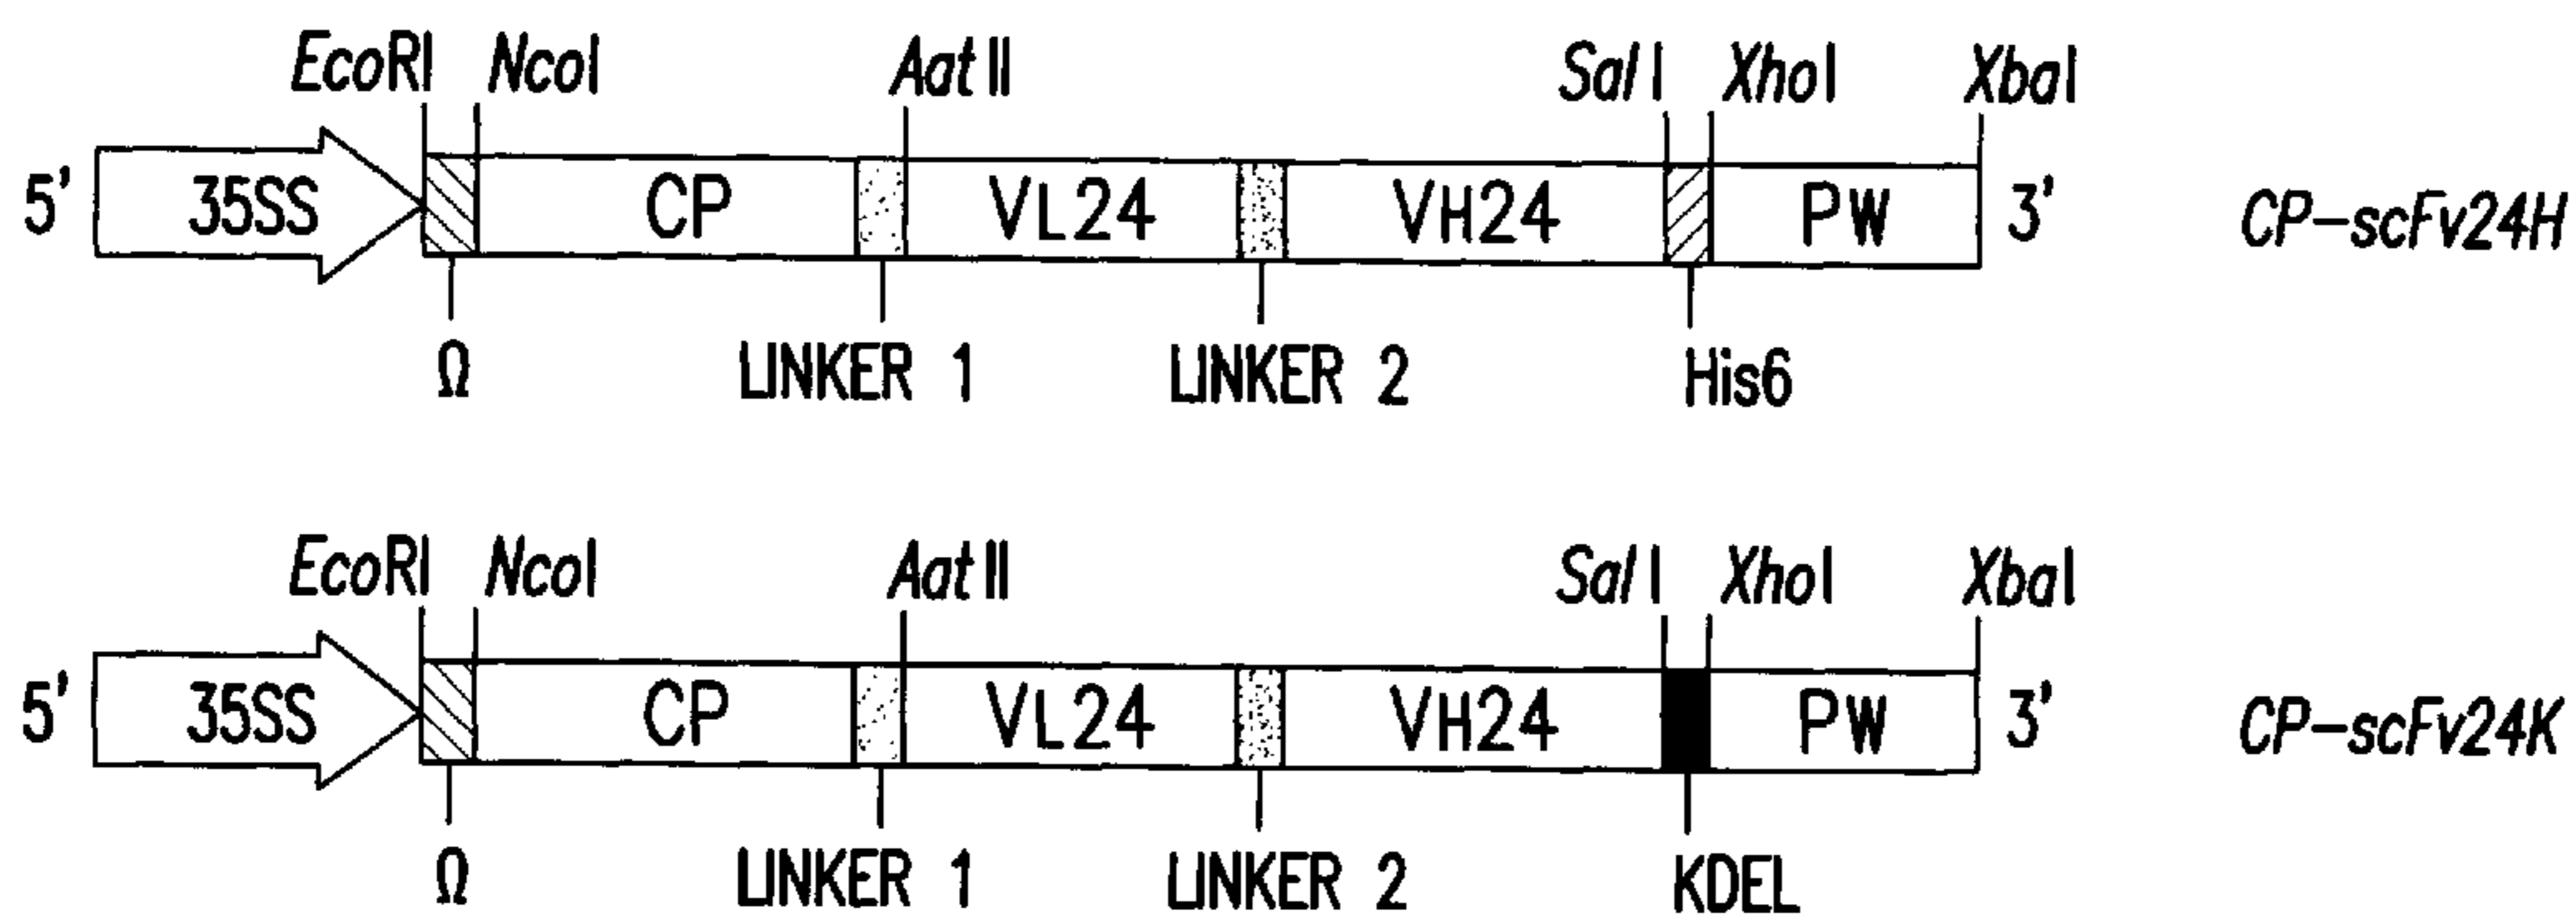 EcoRI NcoI AatII SalI XhoI XbaI
5' 35SS CP VL24 VH24 PW 3' CP-scFv24H
Ω LINKER 1 LINKER 2 His6
EcoRI NcoI AatII SalI XhoI XbaI
5' 35SS CP VL24 VH24 PW 3' CP-scFv24K
Ω LINKER 1 LINKER 2 KDEL